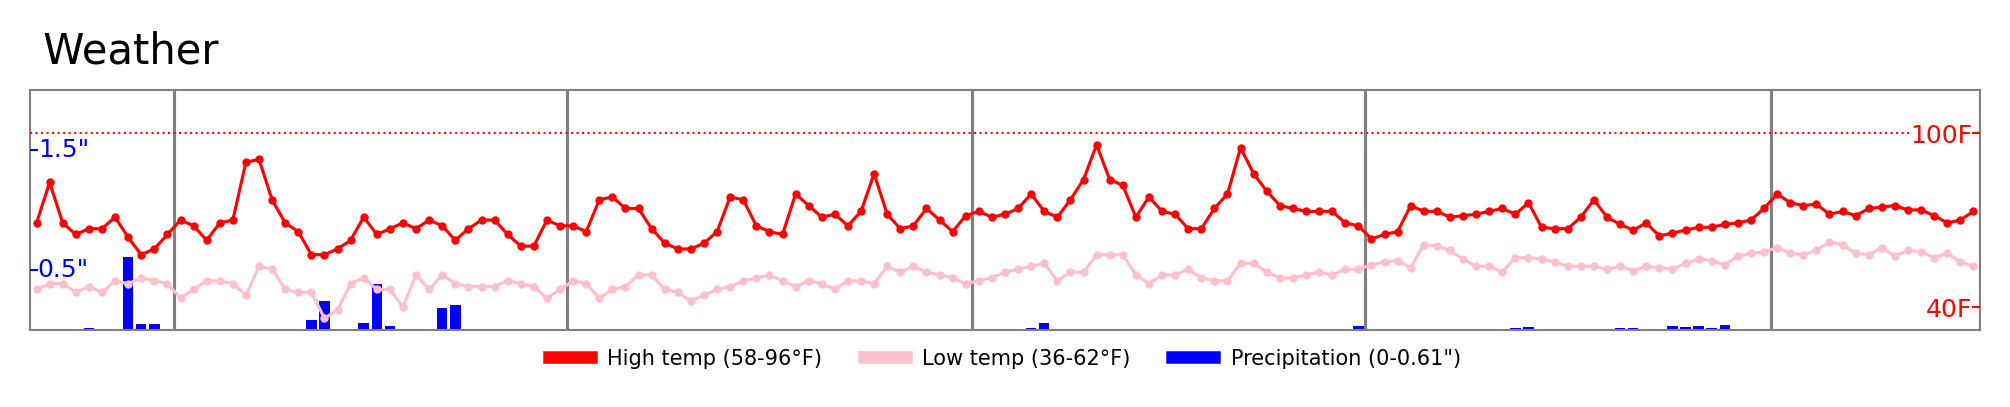 Weather
1.5"
100F
0.5"
40F
High temp (58-96°F) Low temp (36-62°F) Precipitation (0-0.61")